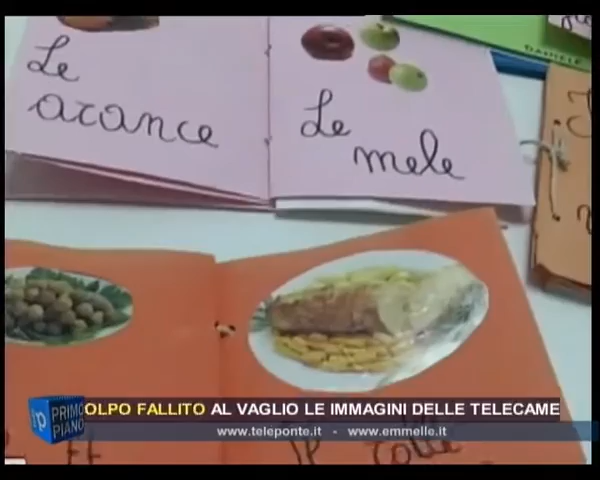 DANIELE
Le
arance
Le
mele
OLPO FALLITO AL VAGLIO LE IMMAGINI DELLE TELECAME
PRIMO
PIANO
www.teleponte.it - www.emmelle.it